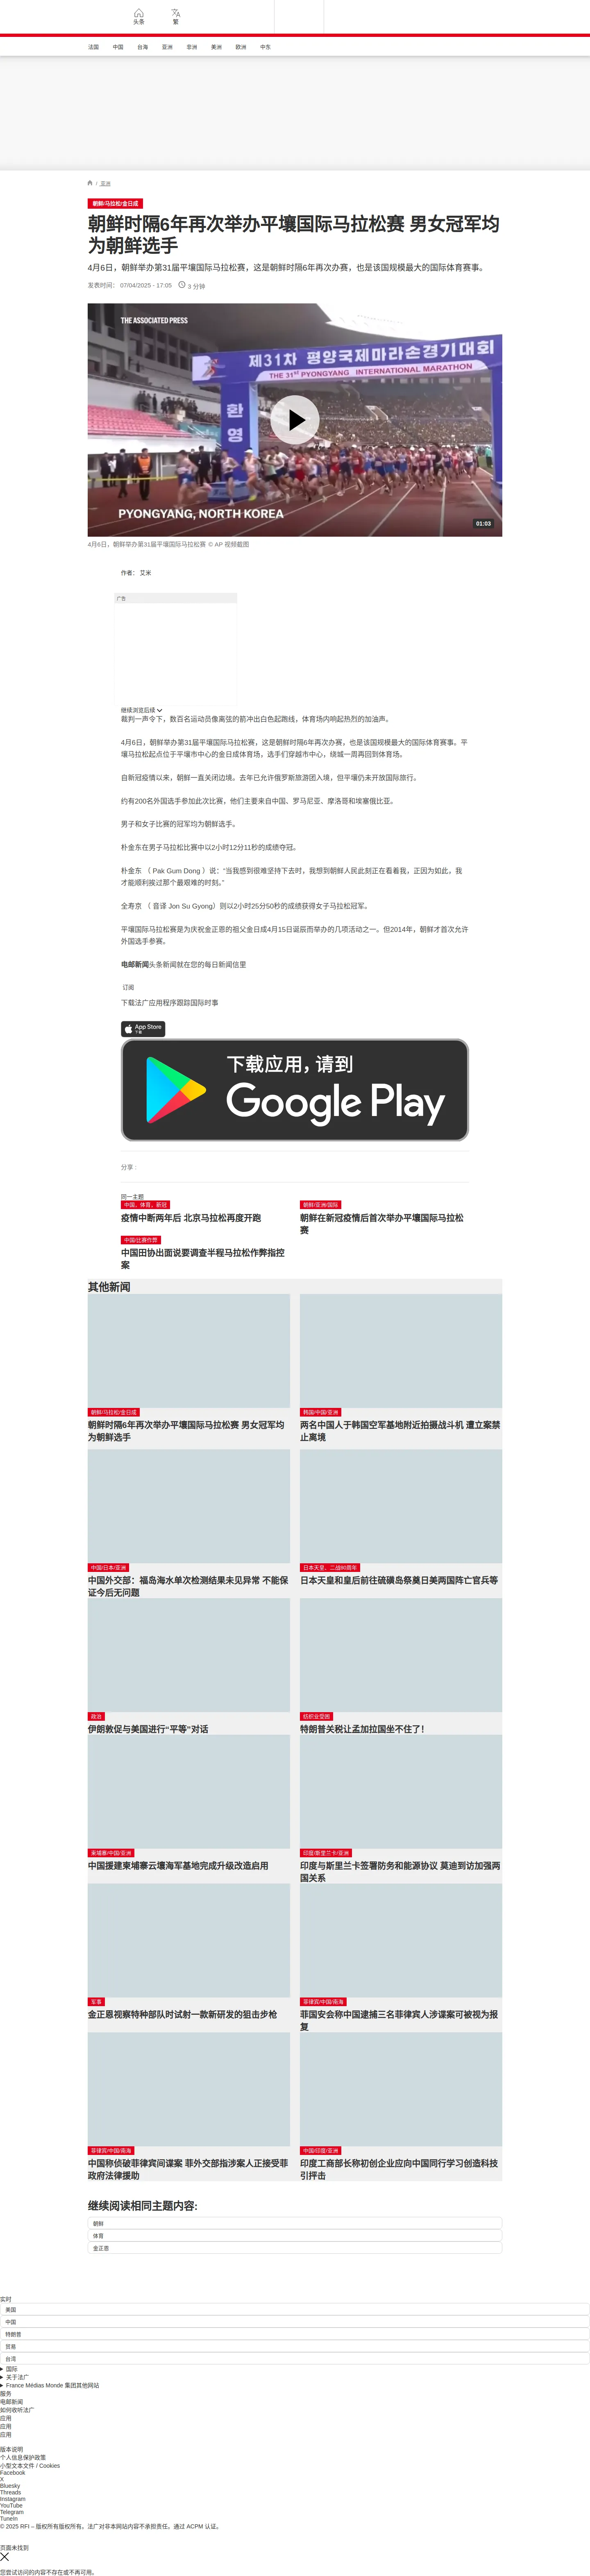 头条
繁
法国
中国
台海
亚洲
非洲
美洲
欧洲
中东
/ 亚洲
朝鲜/马拉松/金日成
朝鲜时隔6年再次举办平壤国际马拉松赛 男女冠军均
为朝鲜选手
4月6日，朝鲜举办第31届平壤国际马拉松赛，这是朝鲜时隔6年再次办赛，也是该国规模最大的国际体育赛事。
发表时间： 07/04/2025 - 17:05
3 分钟
THE ASSOCIATED PRESS
제31차 평양국제마라손경기대회
THE 31ST PYONGYANG INTERNATIONAL MARATHON
환
영
PYONGYANG, NORTH KOREA
01:03
4月6日，朝鲜举办第31届平壤国际马拉松赛 © AP 视频截图
作者： 艾米
广告
继续浏览后续
裁判一声令下，数百名运动员像离弦的箭冲出白色起跑线，体育场内响起热烈的加油声。
4月6日，朝鲜举办第31届平壤国际马拉松赛，这是朝鲜时隔6年再次办赛，也是该国规模最大的国际体育赛事。平
壤马拉松起点位于平壤市中心的金日成体育场，选手们穿越市中心，绕城一周再回到体育场。
自新冠疫情以来，朝鲜一直关闭边境。去年已允许俄罗斯旅游团入境，但平壤仍未开放国际旅行。
约有200名外国选手参加此次比赛，他们主要来自中国、罗马尼亚、摩洛哥和埃塞俄比亚。
男子和女子比赛的冠军均为朝鲜选手。
朴金东在男子马拉松比赛中以2小时12分11秒的成绩夺冠。
朴金东 （ Pak Gum Dong ）说：“当我感到很难坚持下去时，我想到朝鲜人民此刻正在看着我，正因为如此，我
才能顺利挨过那个最艰难的时刻。”
全寿京 （ 音译 Jon Su Gyong）则以2小时25分50秒的成绩获得女子马拉松冠军。
平壤国际马拉松赛是为庆祝金正恩的祖父金日成4月15日诞辰而举办的几项活动之一。但2014年，朝鲜才首次允许
外国选手参赛。
电邮新闻头条新闻就在您的每日新闻信里
订阅
下载法广应用程序跟踪国际时事
App Store
下载
下载应用，请到
Google Play
分享 :
同一主题
中国，体育，新冠
疫情中断两年后 北京马拉松再度开跑
朝鲜/亚洲/国际
朝鲜在新冠疫情后首次举办平壤国际马拉松
赛
中国/比赛作弊
中国田协出面说要调查半程马拉松作弊指控
案
其他新闻
朝鲜/马拉松/金日成
朝鲜时隔6年再次举办平壤国际马拉松赛 男女冠军均
为朝鲜选手
韩国/中国/亚洲
两名中国人于韩国空军基地附近拍摄战斗机 遭立案禁
止离境
中国/日本/亚洲
中国外交部：福岛海水单次检测结果未见异常 不能保
证今后无问题
日本天皇、二战80周年
日本天皇和皇后前往硫磺岛祭奠日美两国阵亡官兵等
政治
伊朗敦促与美国进行“平等”对话
纺织业受困
特朗普关税让孟加拉国坐不住了！
柬埔寨/中国/亚洲
中国援建柬埔寨云壤海军基地完成升级改造启用
印度/斯里兰卡/亚洲
印度与斯里兰卡签署防务和能源协议 莫迪到访加强两
国关系
军事
金正恩视察特种部队时试射一款新研发的狙击步枪
菲律宾/中国/南海
菲国安会称中国逮捕三名菲律宾人涉谍案可被视为报
复
菲律宾/中国/南海
中国称侦破菲律宾间谍案 菲外交部指涉案人正接受菲
政府法律援助
中国/印度/亚洲
印度工商部长称初创企业应向中国同行学习创造科技
引抨击
继续阅读相同主题内容:
朝鲜
体育
金正恩
实时
美国
中国
特朗普
贸易
台湾
国际
关于法广
France Médias Monde 集团其他网站
服务
电邮新闻
如何收听法广
应用
应用
应用
版本说明
个人信息保护政策
小型文本文件 / Cookies
Facebook
X
Bluesky
Threads
Instagram
YouTube
Telegram
TuneIn
© 2025 RFI – 版权所有版权所有。法广对非本网站内容不承担责任。通过 ACPM 认证。
页面未找到
您尝试访问的内容不存在或不再可用。